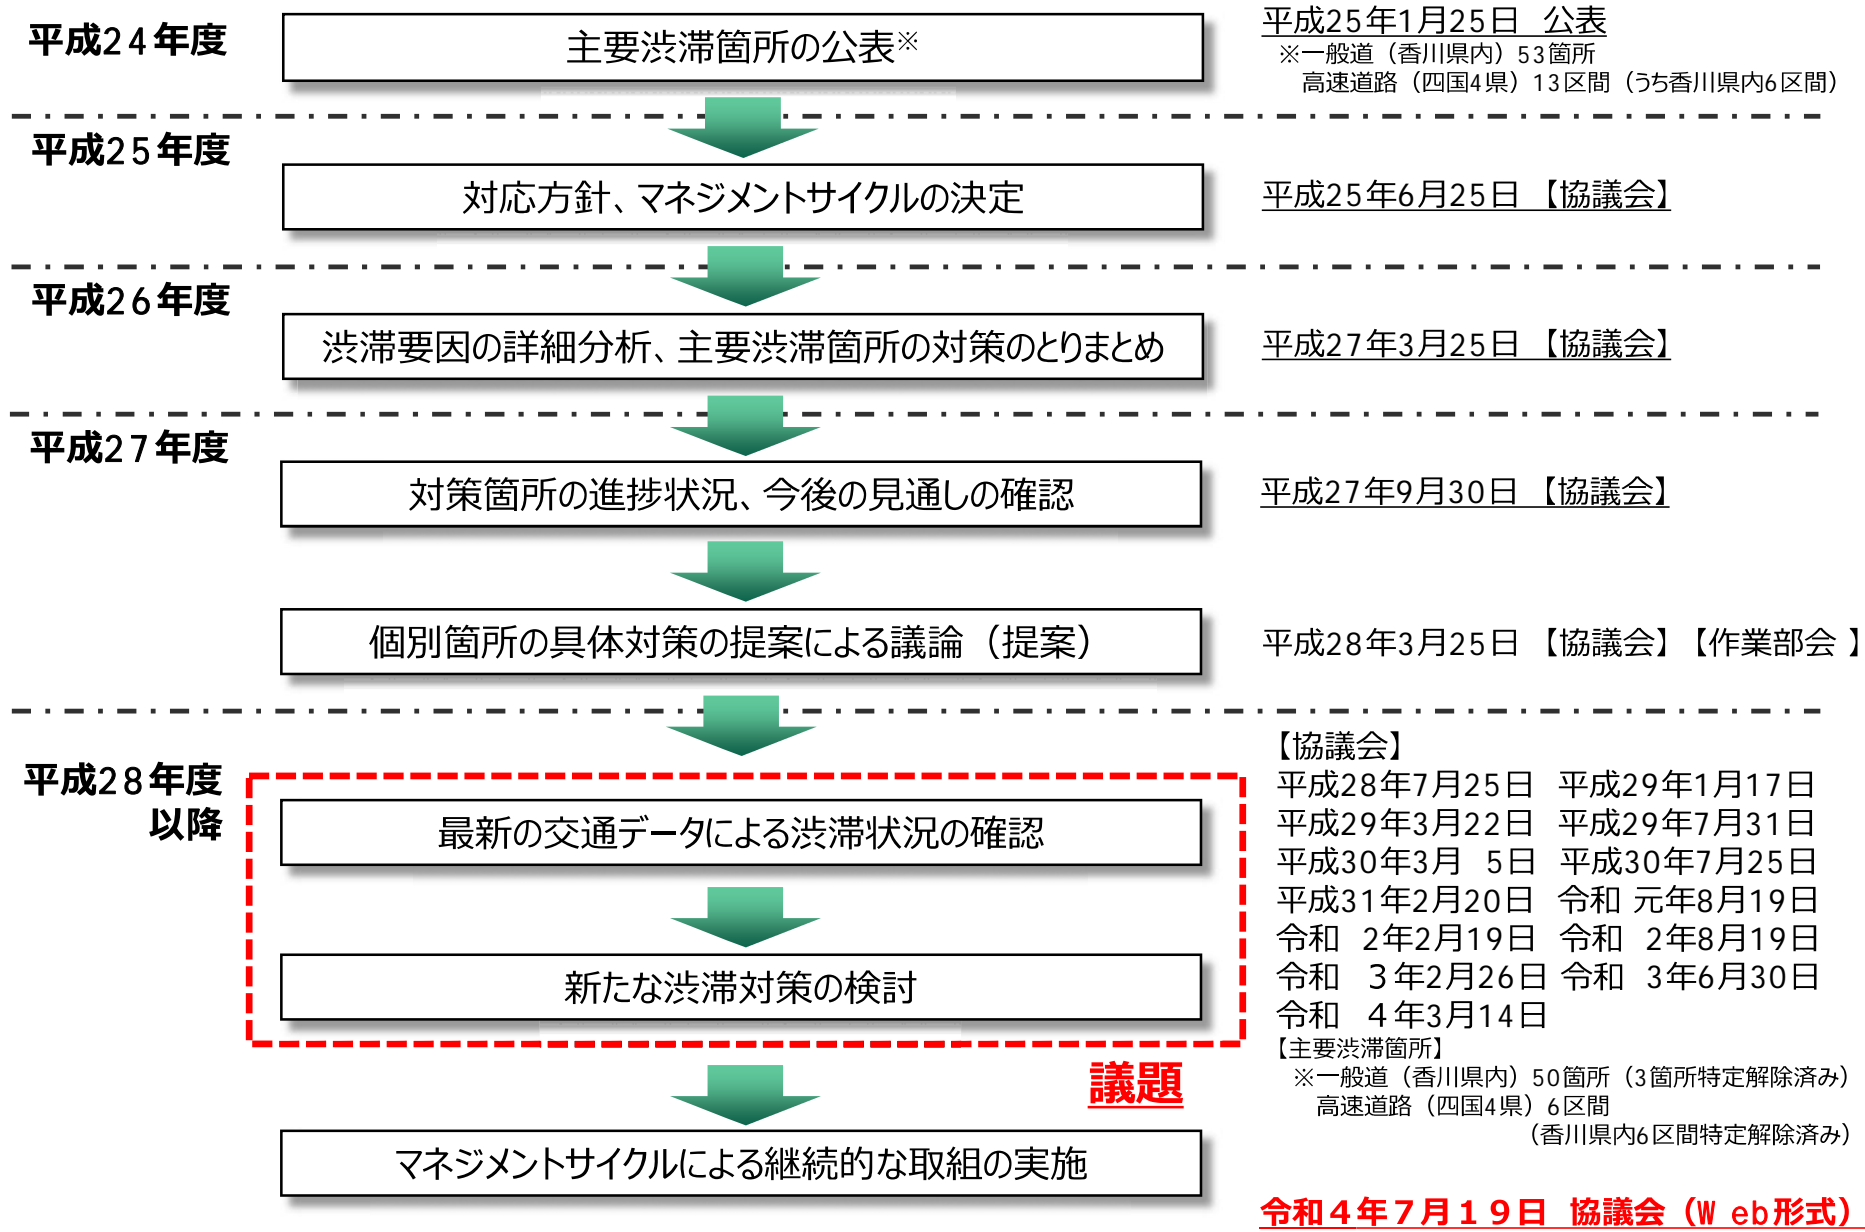 平成24年度
主要渋滞箇所の公表※
平成25年1月25日 公表
※一般道（香川県内）53箇所
高速道路（四国4県）13区間（うち香川県内6区間）
平成25年度
対応方針、マネジメントサイクルの決定
平成25年6月25日 【協議会】
平成26年度
渋滞要因の詳細分析、主要渋滞箇所の対策のとりまとめ
平成27年3月25日 【協議会】
平成27年度
対策箇所の進捗状況、今後の見通しの確認
平成27年9月30日 【協議会】
個別箇所の具体対策の提案による議論（提案）
平成28年3月25日 【協議会】【作業部会 】
平成28年度
以降
最新の交通データによる渋滞状況の確認
新たな渋滞対策の検討
議題
マネジメントサイクルによる継続的な取組の実施
【協議会】
平成28年7月25日 平成29年1月17日
平成29年3月22日 平成29年7月31日
平成30年3月 5日 平成30年7月25日
平成31年2月20日 令和 元年8月19日
令和 2年2月19日 令和 2年8月19日
令和 ３年2月26日 令和 3年6月30日
令和 ４年3月14日
【主要渋滞箇所】
※一般道（香川県内）50箇所（3箇所特定解除済み）
高速道路（四国4県）6区間
（香川県内6区間特定解除済み）
令和４年７月１９日 協議会（Ｗｅb形式）